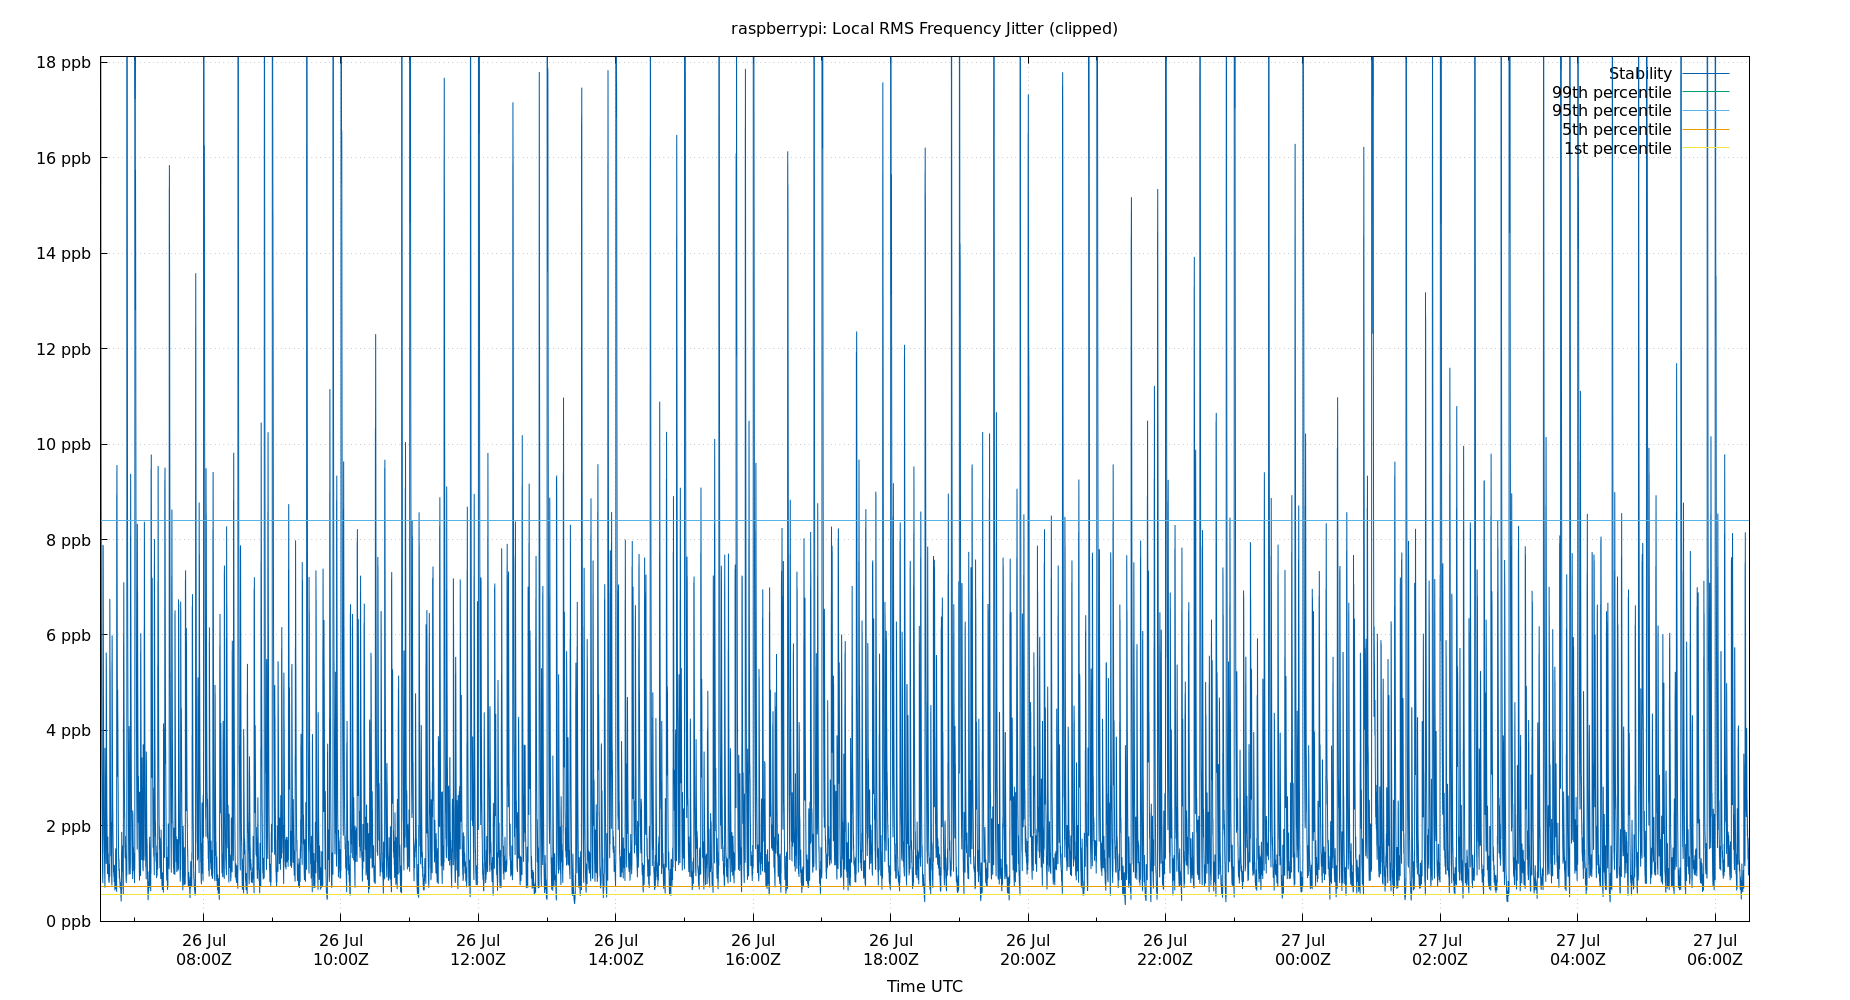 raspberrypi: Local RMS Frequency Jitter (clipped)
18 ppb
16 ppb
14 ppb
12 ppb
10 ppb
8 ppb
6 ppb
4 ppb
2 ppb
0 ppb
Stability
99th percentile
95th percentile
5th percentile
1st percentile
26 Jul
08:00Z
26 Jul
10:00Z
26 Jul
12:00Z
26 Jul
14:00Z
26 Jul
16:00Z
26 Jul
18:00Z
26 Jul
20:00Z
26 Jul
22:00Z
27 Jul
00:00Z
27 Jul
02:00Z
27 Jul
04:00Z
27 Jul
06:00Z
Time UTC